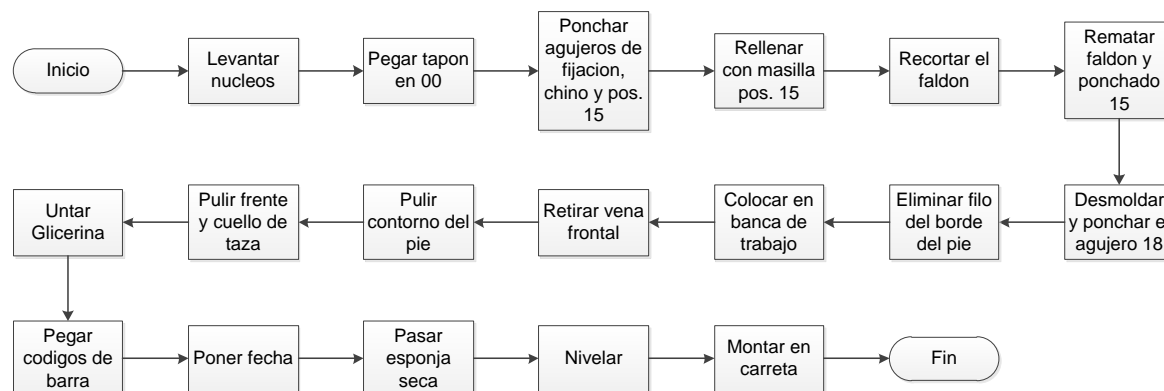 Inicio
Levantar
nucleos
Pegar tapon
en 00
Ponchar
agujeros de
fijacion,
chino y pos.
15
Rellenar
con masilla
pos. 15
Recortar el
faldon
Rematar
faldon y
ponchado
15
Desmoldar
y ponchar el
agujero 18
Eliminar filo
del borde
del pie
Colocar en
banca de
trabajo
Retirar vena
frontal
Pulir
contorno del
pie
Pulir frente
y cuello de
taza
Untar
Glicerina
Pegar
codigos de
barra
Poner fecha
Pasar
esponja
seca
Nivelar
Montar en
carreta
Fin